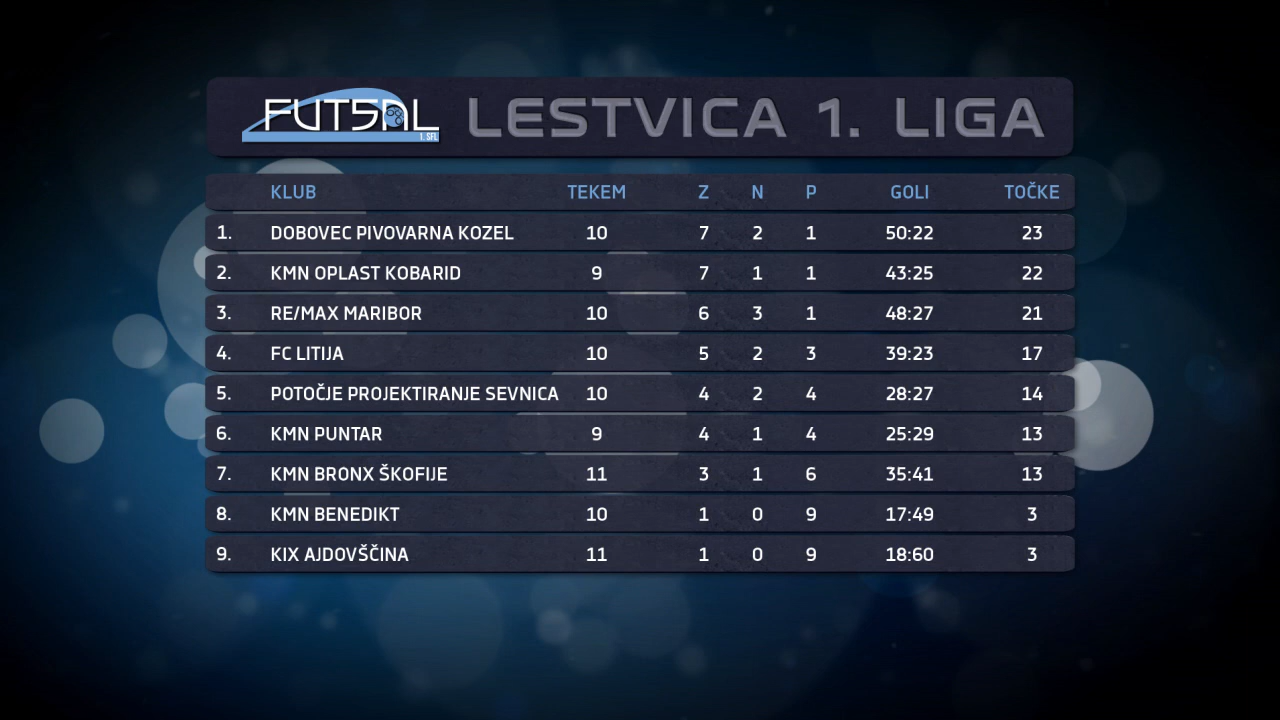 FUTSAL 1. SFL LESTVICA 1. LIGA
KLUB TEKEM Z N P GOLI TOČKE
1. DOBOVEC PIVOVARNA KOZEL 10 7 2 1 50:22 23
2. KMN OPLAST KOBARID 9 7 1 1 43:25 22
3. RE/MAX MARIBOR 10 6 3 1 48:27 21
4. FC LITIJA 10 5 2 3 39:23 17
5. POTOČJE PROJEKTIRANJE SEVNICA 10 4 2 4 28:27 14
6. KMN PUNTAR 9 4 1 4 25:29 13
7. KMN BRONX ŠKOFIJE 11 3 1 6 35:41 13
8. KMN BENEDIKT 10 1 0 9 17:49 3
9. KIX AJDOVŠČINA 11 1 0 9 18:60 3